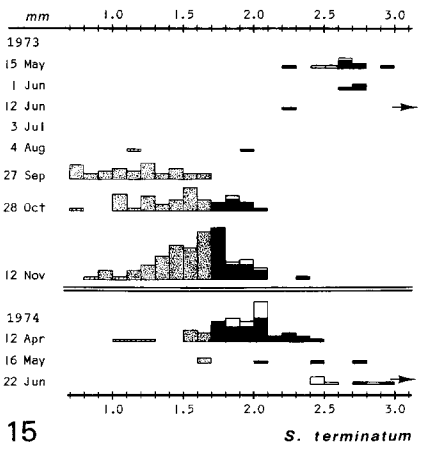 mm 1.0 1.5 2.0 2.5 3.0
1973
15 May
1 Jun
12 Jun
3 Jul
4 Aug
27 Sep
28 Oct
12 Nov
1974
12 Apr
16 May
22 Jun
1.0 1.5 2.0 2.5 3.0
15 S. terminatum